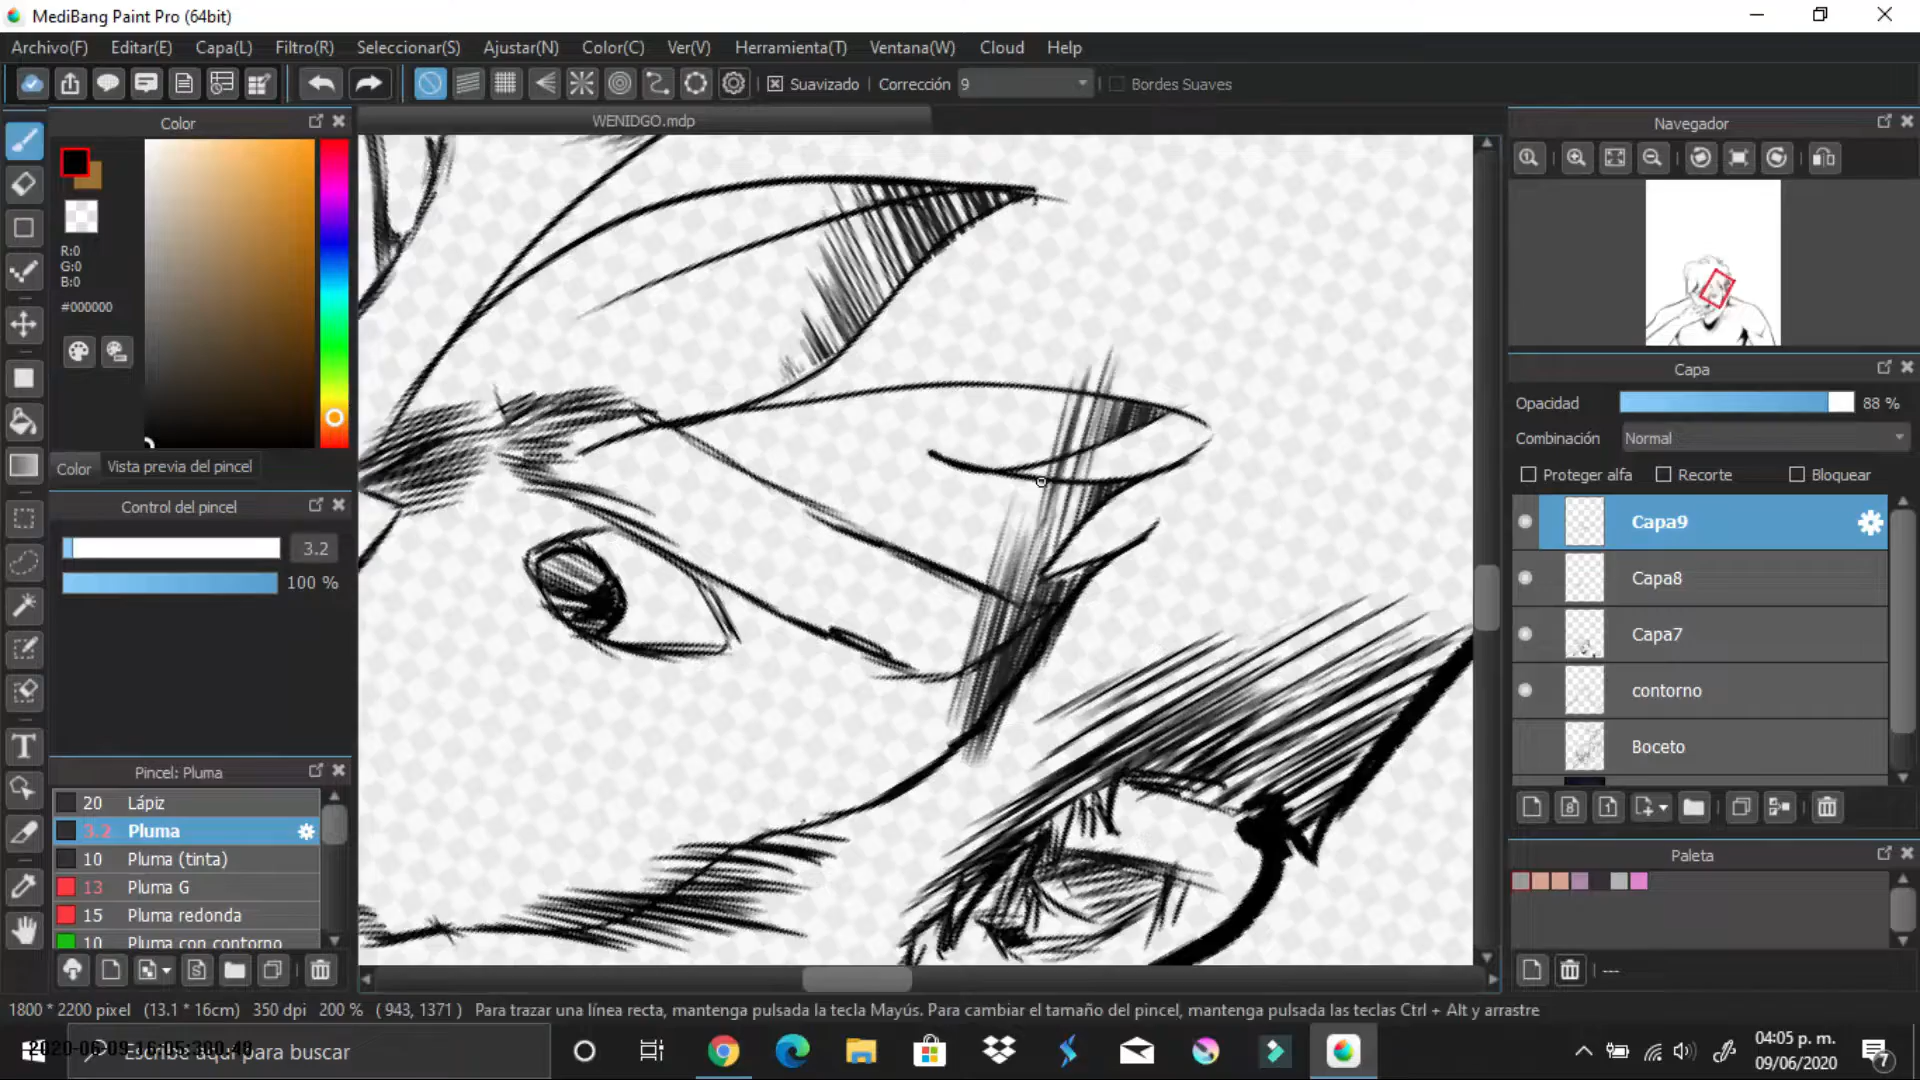 MediBang Paint Pro (64bit)
Archivo(F) Editar(E) Capa(L) Filtro(R) Seleccionar(S) Ajustar(N) Color(C) Ver(V) Herramienta(T) Ventana(W) Cloud Help
Suavizado Corrección 9 Bordes Suaves
Color
WENIDGO.mdp
Navegador
R:0
G:0
B:0
#000000
Color Vista previa del pincel
Control del pincel
3.2
100 %
Pincel: Pluma
20 Lápiz
3.2 Pluma
10 Pluma (tinta)
13 Pluma G
15 Pluma redonda
10 Pluma con contorno
Capa
Opacidad 88 %
Combinación Normal
Proteger alfa Recorte Bloquear
Capa9
Capa8
Capa7
contorno
Boceto
8 1
Paleta
---
1800 * 2200 pixel (13.1 * 16cm) 350 dpi 200 % ( 943, 1371 ) Para trazar una línea recta, mantenga pulsada la tecla Mayús. Para cambiar el tamaño del pincel, mantenga pulsada las teclas Ctrl + Alt y arrastre
Escribe aquí para buscar
04:05 p. m.
09/06/2020
7